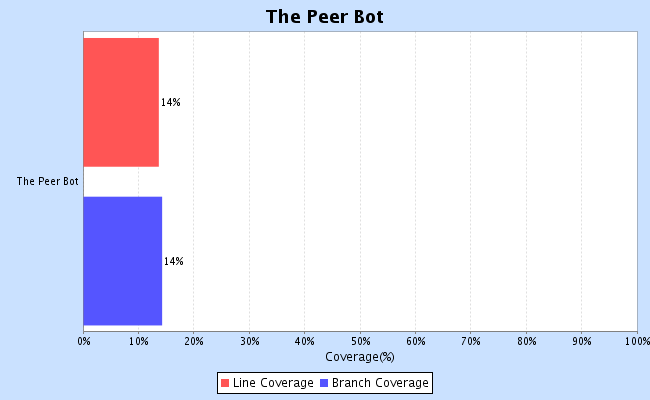 The Peer Bot
14%
The Peer Bot
14%
0% 10% 20% 30% 40% 50% 60% 70% 80% 90% 100%
Coverage(%)
Line Coverage Branch Coverage